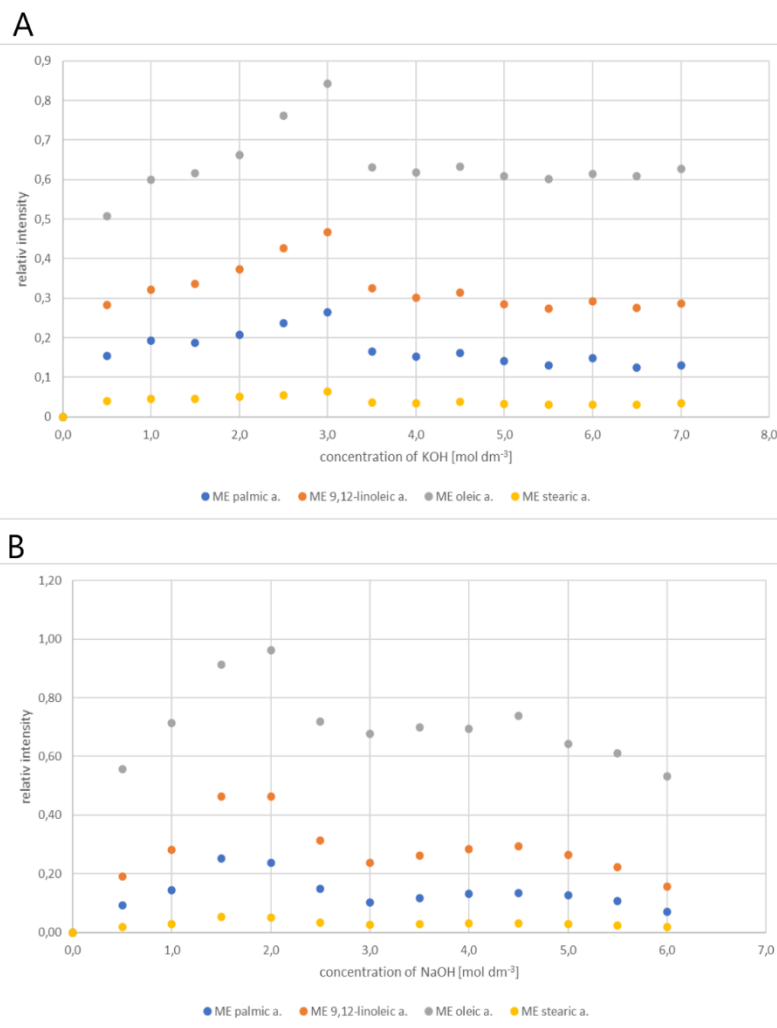 A
0,9
0,8
0,7
0,6
0,5
0,4
0,3
0,2
0,1
0
relativ intensity
0,0 1,0 2,0 3,0 4,0 5,0 6,0 7,0 8,0
concentration of KOH [mol dm⁻³]
ME palmic a. ME 9,12-linoleic a. ME oleic a. ME stearic a.
B
1,20
1,00
0,80
0,60
0,40
0,20
0,00
relativ intensity
0,0 1,0 2,0 3,0 4,0 5,0 6,0 7,0
concentration of NaOH [mol dm⁻³]
ME palmic a. ME 9,12-linoleic a. ME oleic a. ME stearic a.